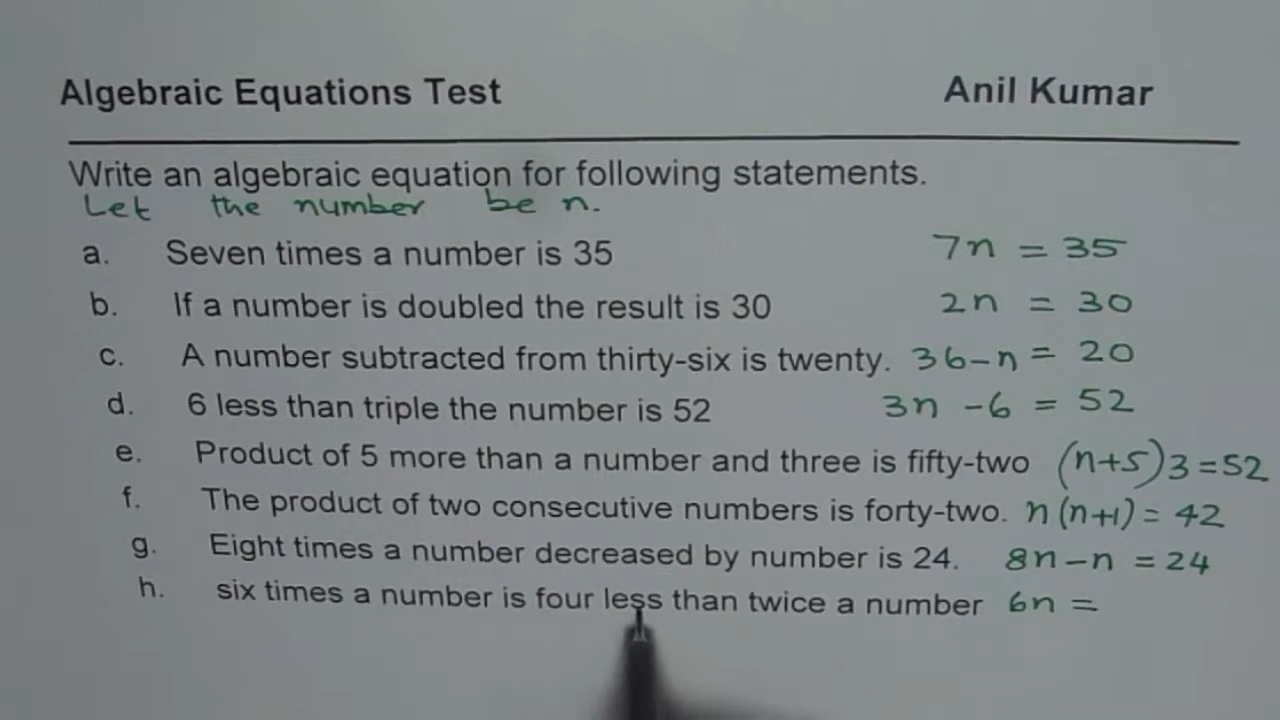 Algebraic Equations Test Anil Kumar
Write an algebraic equation for following statements.
Let the number be n.
a. Seven times a number is 35 7n = 35
b. If a number is doubled the result is 30 2n = 30
c. A number subtracted from thirty-six is twenty. 36-n = 20
d. 6 less than triple the number is 52 3n -6 = 52
e. Product of 5 more than a number and three is fifty-two (n+5)3=52
f. The product of two consecutive numbers is forty-two. n(n+1) = 42
g. Eight times a number decreased by number is 24. 8n-n = 24
h. six times a number is four less than twice a number 6n =